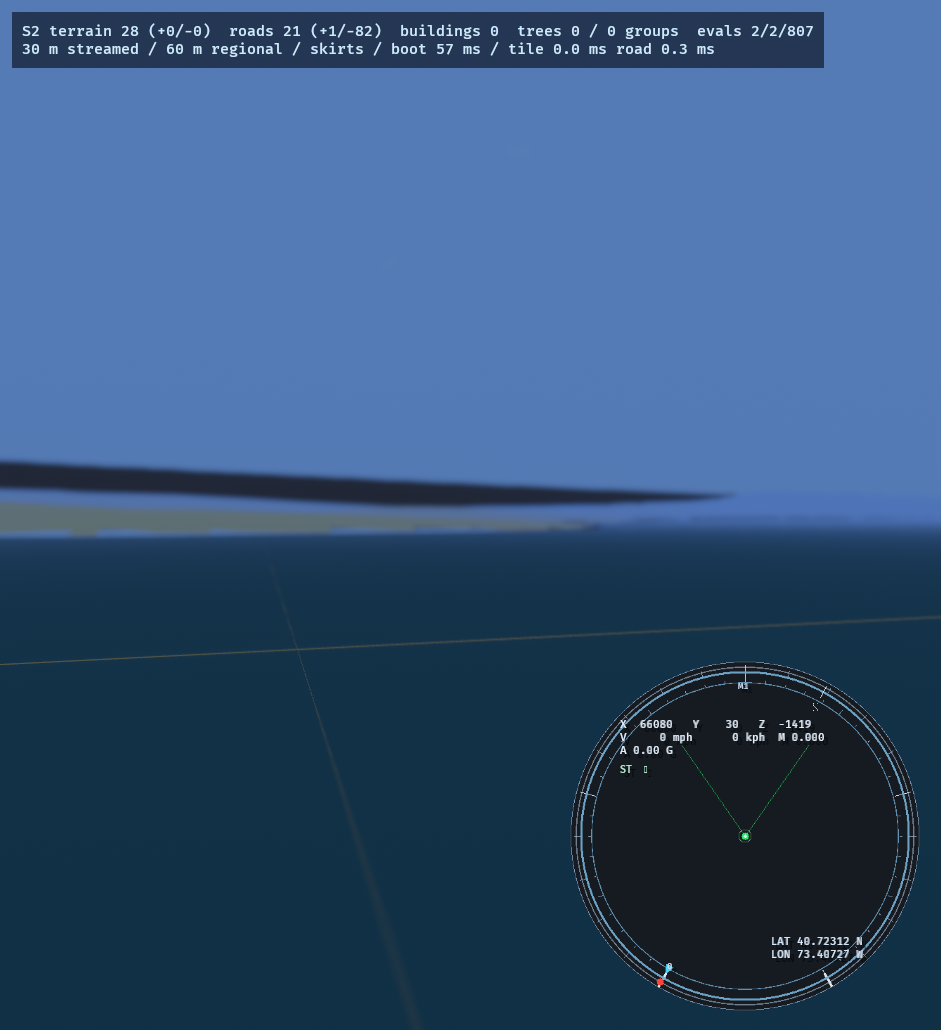 S2 terrain 28 (+0/-0)  roads 21 (+1/-82)  buildings 0  trees 0 / 0 groups  evals 2/2/807
30 m streamed / 60 m regional / skirts / boot 57 ms / tile 0.0 ms road 0.3 ms
M1
X  66080   Y    30   Z  -1419
V     0 mph      0 kph  M 0.000
A 0.00 G
ST
LAT 40.72312 N
LON 73.40727 W